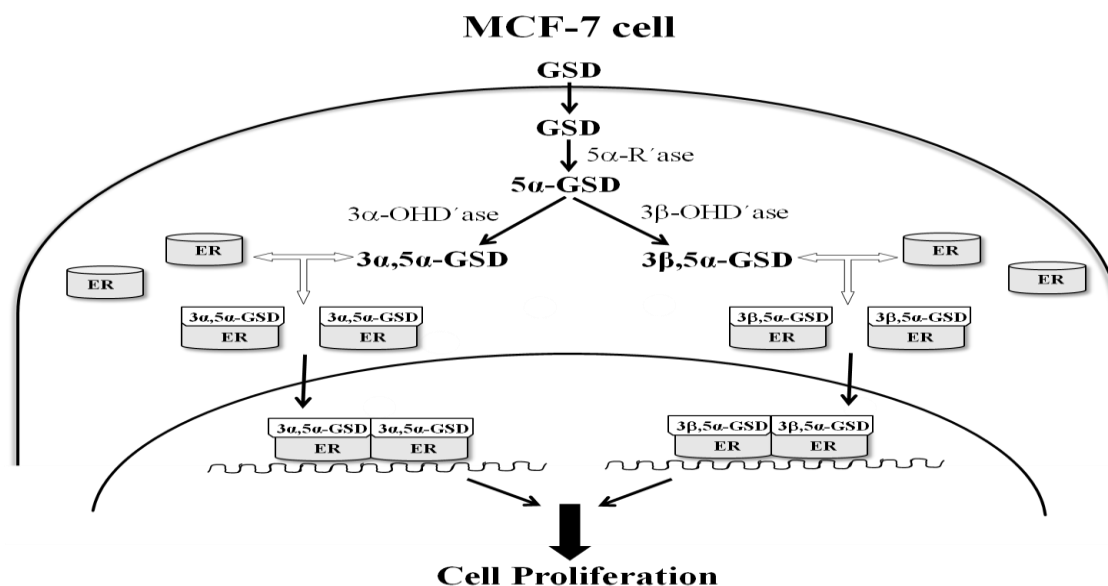 MCF-7 cell
GSD
GSD
5α-R´ase
5α-GSD
3α-OHD´ase
3β-OHD´ase
ER
3α,5α-GSD
3β,5α-GSD
ER
ER
ER
3α,5α-GSD
ER
3α,5α-GSD
ER
3β,5α-GSD
ER
3β,5α-GSD
ER
3α,5α-GSD
ER
3α,5α-GSD
ER
3β,5α-GSD
ER
3β,5α-GSD
ER
Cell Proliferation